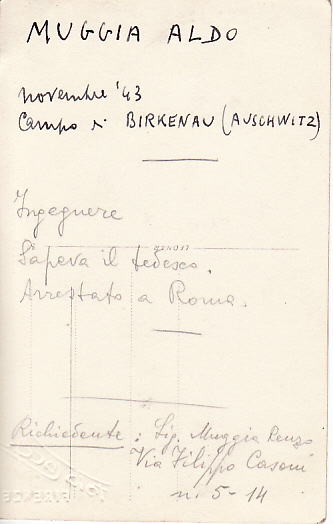 MUGGIA ALDO
novembre '43
Campo di BIRKENAU (AUSCHWITZ)
Ingegnere
Sapeva il tedesco.
Arrestato a Roma.
Richiedente: Sig. Muggia Renzo
Via Filippo Casoni
n. 5-14